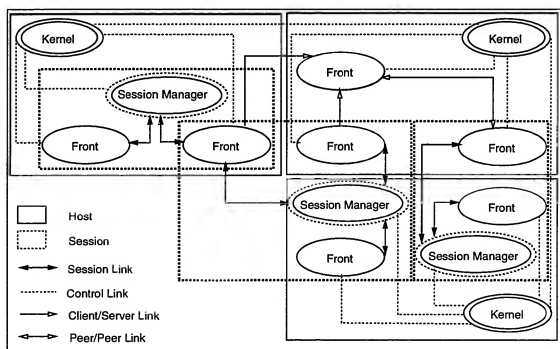 Kernel
Kernel
Front
Session Manager
Front
Front
Front
Front
Session Manager
Front
Front
Session Manager
Kernel
Host
Session
Session Link
Control Link
Client/Server Link
Peer/Peer Link